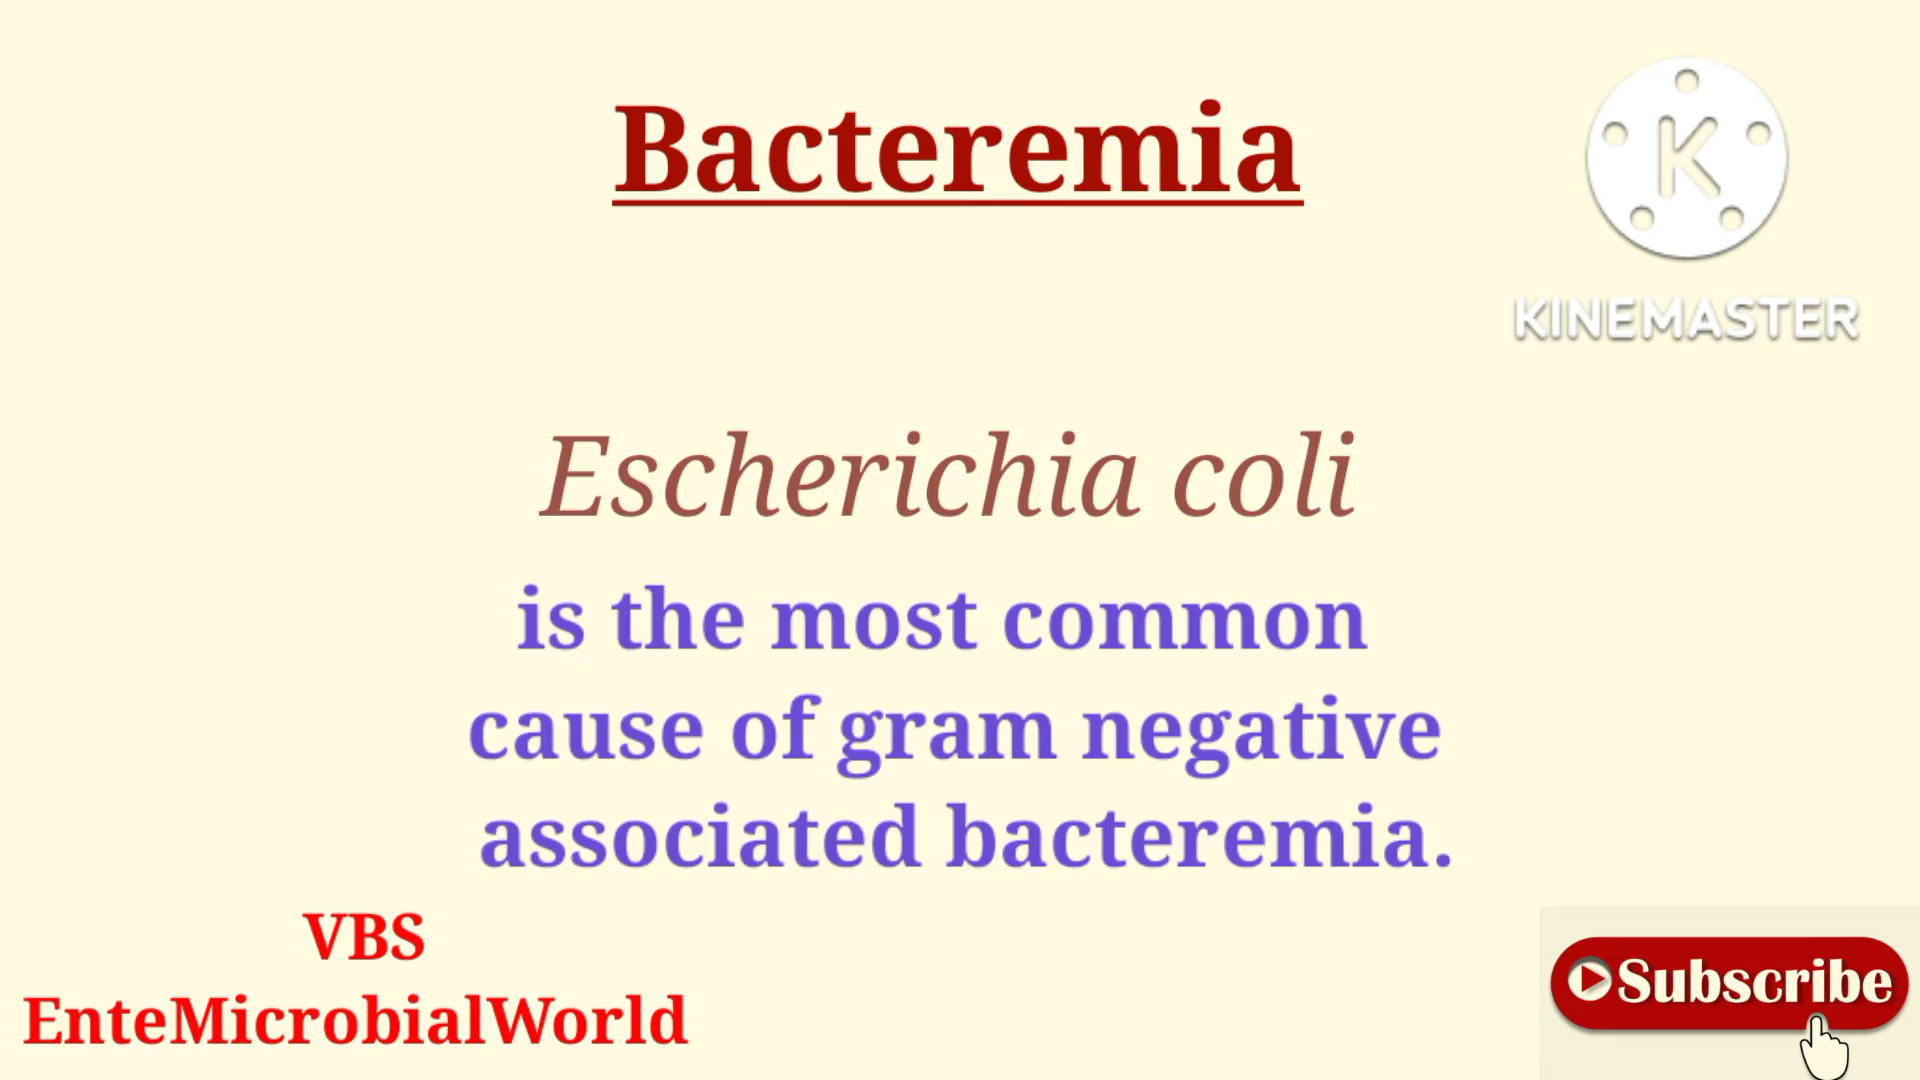 Bacteremia
K
KINEMASTER
Escherichia coli
is the most common
cause of gram negative
associated bacteremia.
VBS
EnteMicrobialWorld
Subscribe